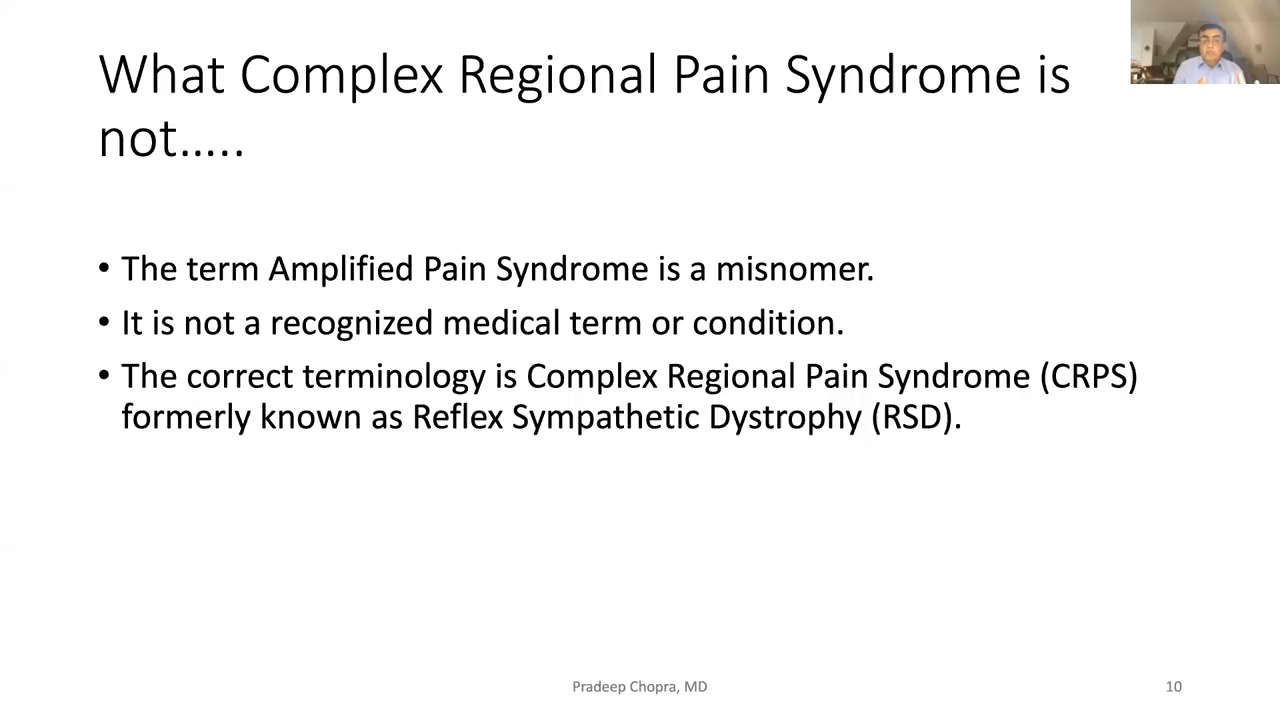 What Complex Regional Pain Syndrome is
not.....
• The term Amplified Pain Syndrome is a misnomer.
• It is not a recognized medical term or condition.
• The correct terminology is Complex Regional Pain Syndrome (CRPS)
formerly known as Reflex Sympathetic Dystrophy (RSD).
Pradeep Chopra, MD
10